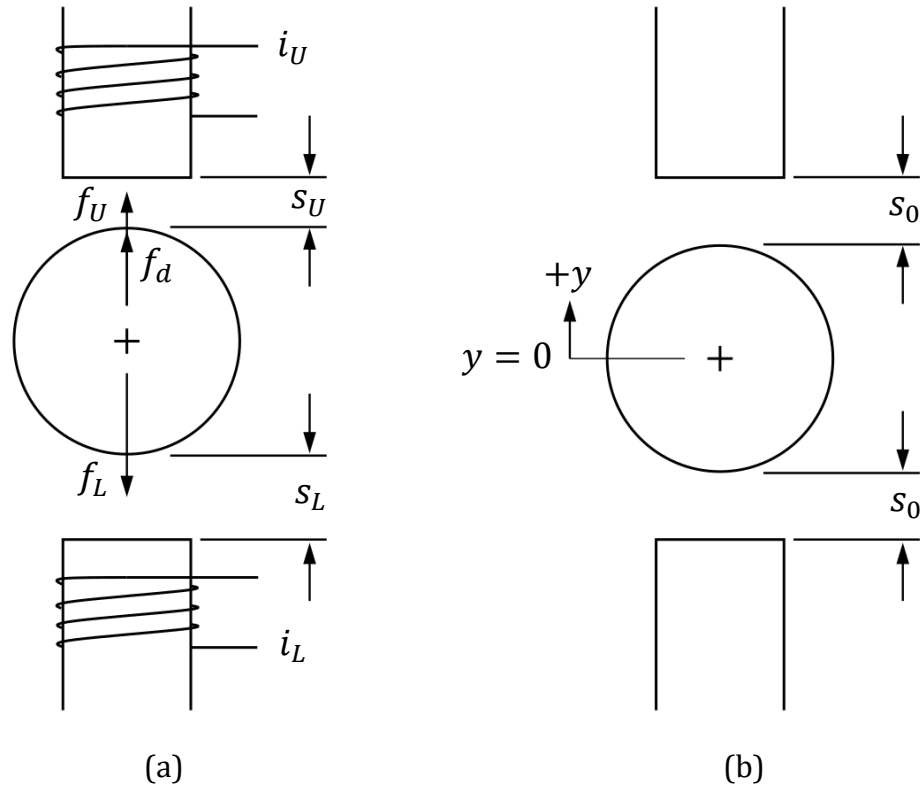 i_U
s_U
f_U
f_d
f_L
s_L
i_L
(a)
s_0
+y
y = 0
s_0
(b)